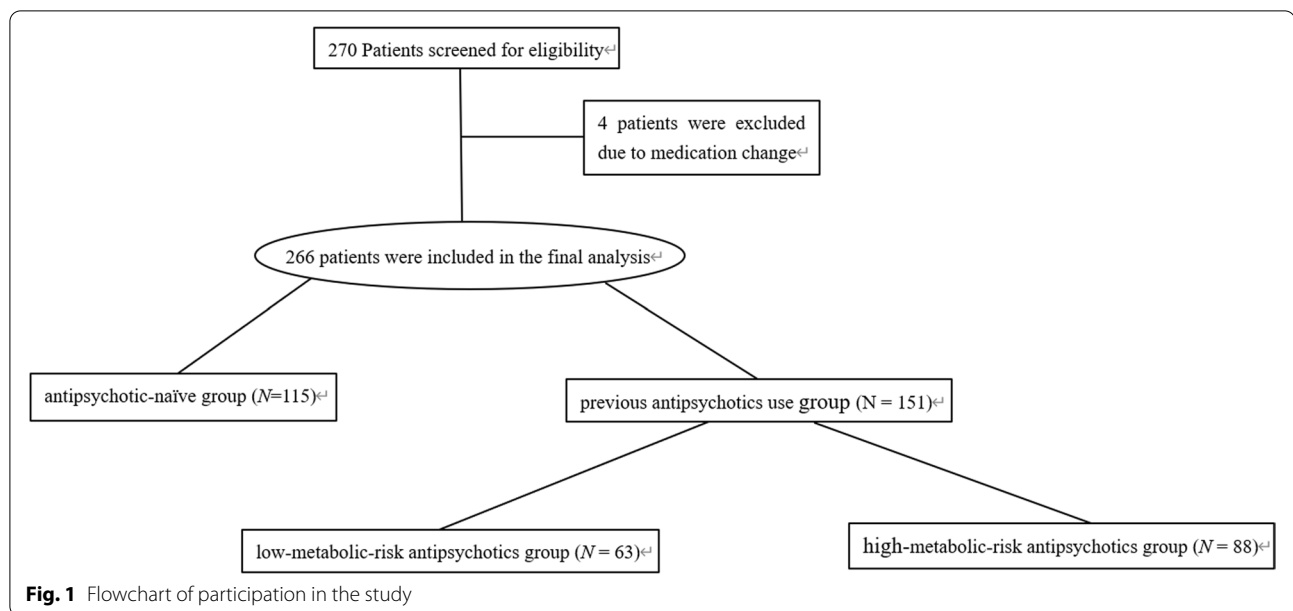 270 Patients screened for eligibility↵
4 patients were excluded
due to medication change↵
266 patients were included in the final analysis↵
antipsychotic-naïve group (N=115)↵
previous antipsychotics use group (N = 151)↵
low-metabolic-risk antipsychotics group (N = 63)↵
high-metabolic-risk antipsychotics group (N = 88)↵
Fig. 1 Flowchart of participation in the study